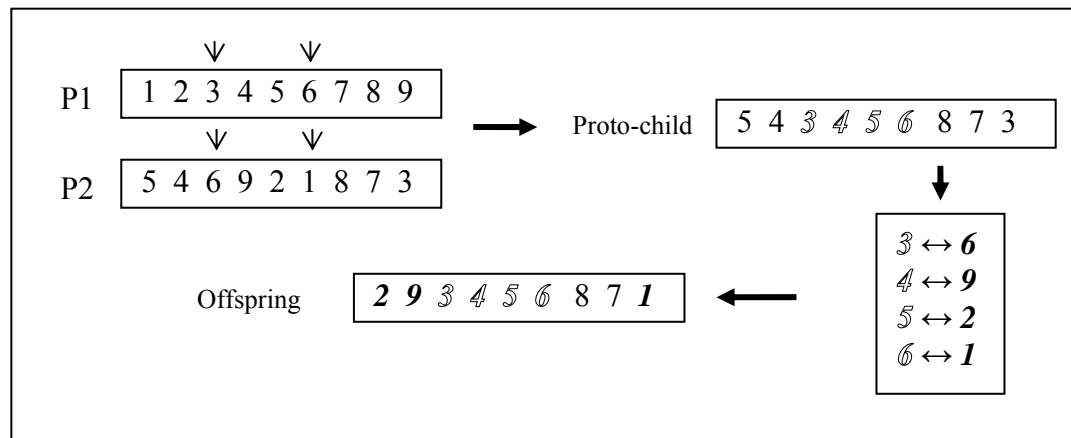 P1 1 2 3 4 5 6 7 8 9
P2 5 4 6 9 2 1 8 7 3
Proto-child 5 4 3 4 5 6 8 7 3
3 ↔ 6
4 ↔ 9
5 ↔ 2
6 ↔ 1
Offspring 2 9 3 4 5 6 8 7 1